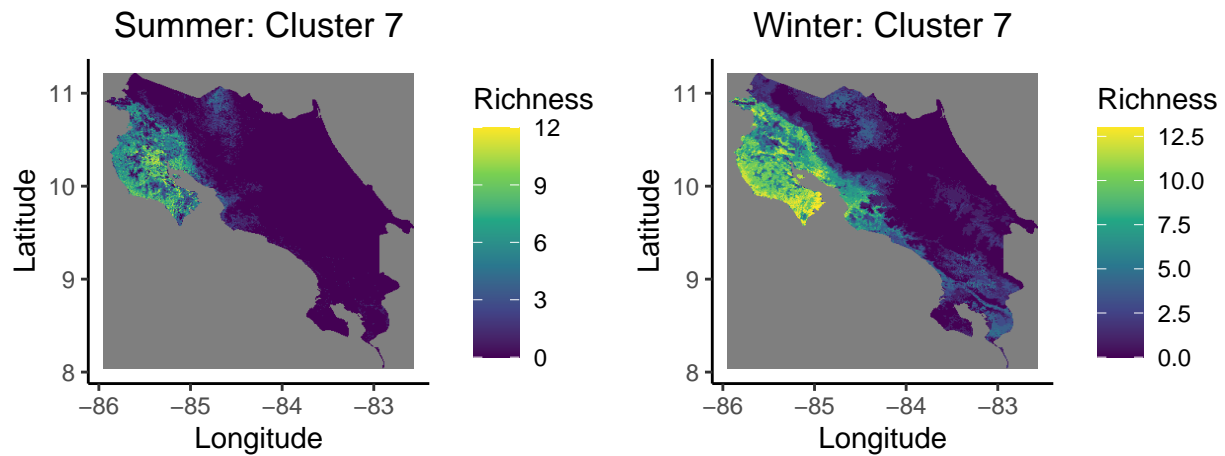 Summer: Cluster 7
Latitude
11
10
9
8
−86 −85 −84 −83
Longitude
Richness
12
9
6
3
0
Winter: Cluster 7
Latitude
11
10
9
8
−86 −85 −84 −83
Longitude
Richness
12.5
10.0
7.5
5.0
2.5
0.0